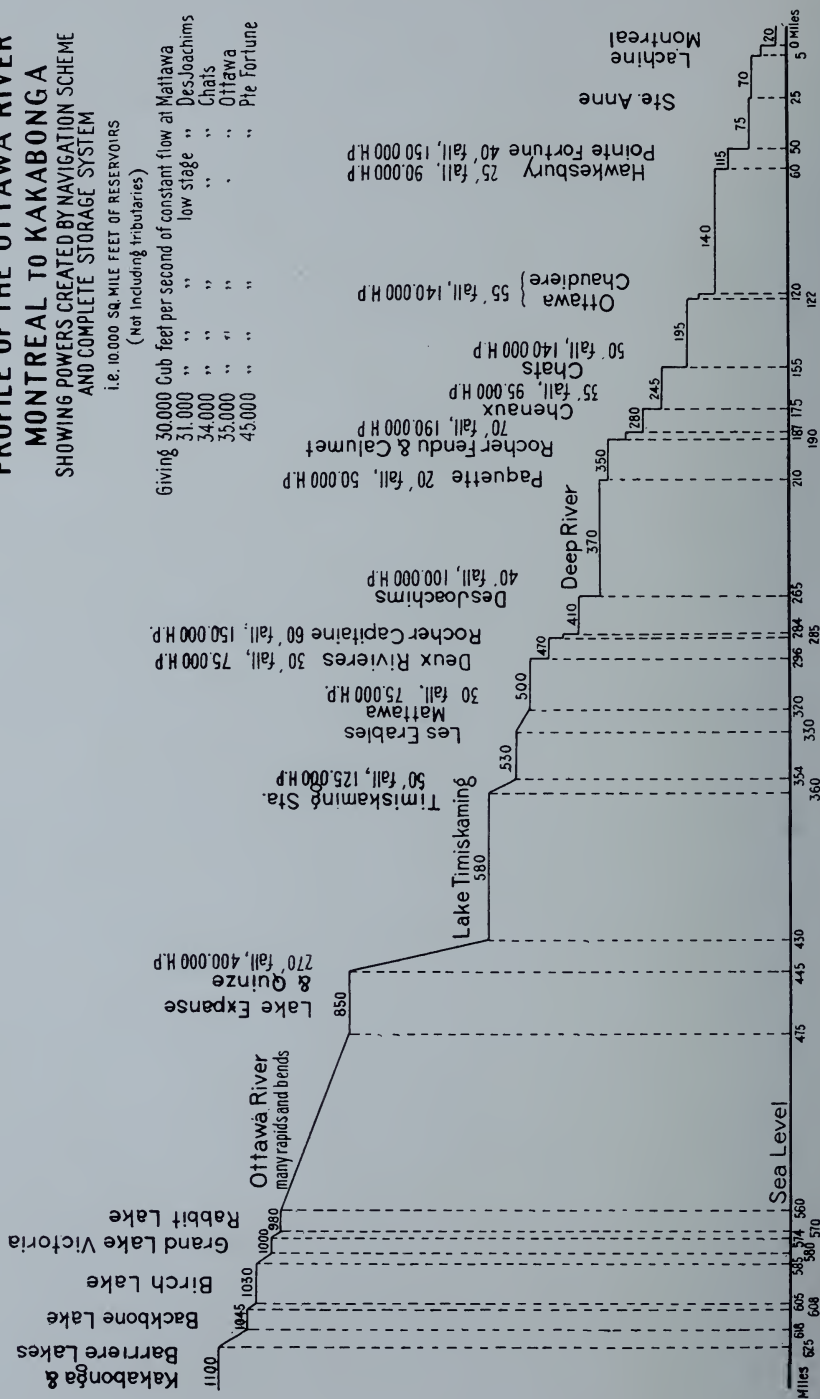 PROFILE OF THE OTTAWA RIVER
MONTREAL TO KAKABONGA
SHOWING POWERS CREATED BY NAVIGATION SCHEME
AND COMPLETE STORAGE SYSTEM
i.e. 10.000 SQ. MILE FEET OF RESERVOIRS
(Not Including tributaries)
Giving 30.000 Cub feet per second of constant flow at Mattawa
31.000 " " " " low stage " DesJoachims
34.000 " " " " " " Chats
35.000 " " " " " " Ottawa
45.000 " " " " " " Pte Fortune
Kakabonga &
Barriere Lakes
1100
Backbone Lake
1045
Birch Lake
1030
Grand Lake Victoria
1000
Rabbit Lake
980
Ottawa River
many rapids and bends
Lake Expanse
& Quinze
270' fall, 400.000 H.P
850
Lake Timiskaming
580
Timiskaming Sta.
50' fall, 125.000 H.P
530
Les Erables
Mattawa
30 fall, 75.000 H.P.
500
Deux Rivieres 30' fall, 75.000 H.P
470
Rocher Capitaine 60 fall, 150.000 H.P.
410
DesJoachims
40' fall, 100.000 H.P
Deep River
370
Paquette 20' fall, 50.000 H.P
350
Rocher Fendu & Calumet
70' fall, 190.000 H.P
280
Chenaux
35' fall, 95.000 H.P
245
Chats
50' fall, 140 000 H.P
195
Ottawa
Chaudiere } 55' fall, 140.000 H.P
140
Hawkesbury 25' fall, 90.000 H.P
115
Pointe Fortune 40' fall, 150.000 H.P
75
Ste. Anne
70
Lachine
Montreal
20
Sea Level
Miles 625 618 608 605 585 580 574 570 560 475 445 430 360 354 330 320 296 285 284 265 210 190 187 175 155 122 120 60 50 25 5 0 Miles